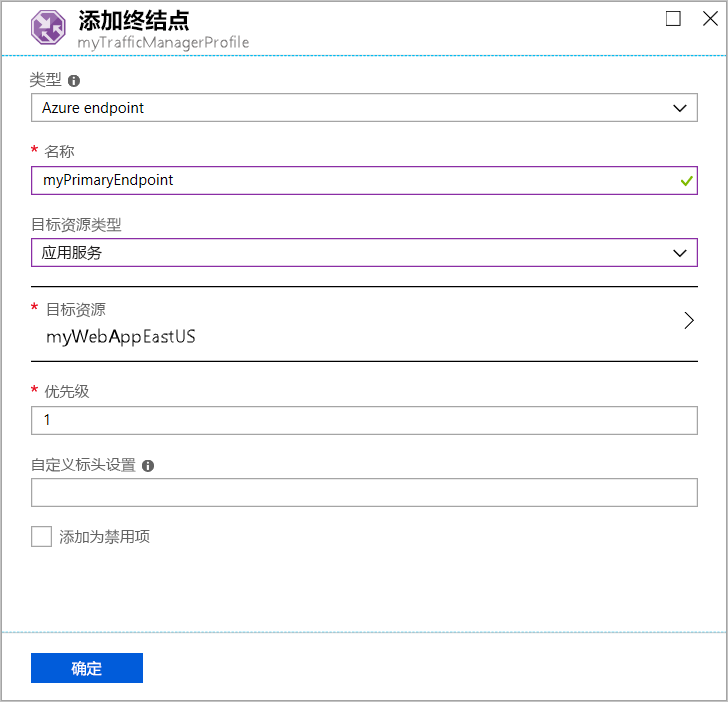 添加终结点
myTrafficManagerProfile
类型
Azure endpoint
* 名称
myPrimaryEndpoint
目标资源类型
应用服务
* 目标资源
myWebAppEastUS
* 优先级
1
自定义标头设置
添加为禁用项
确定